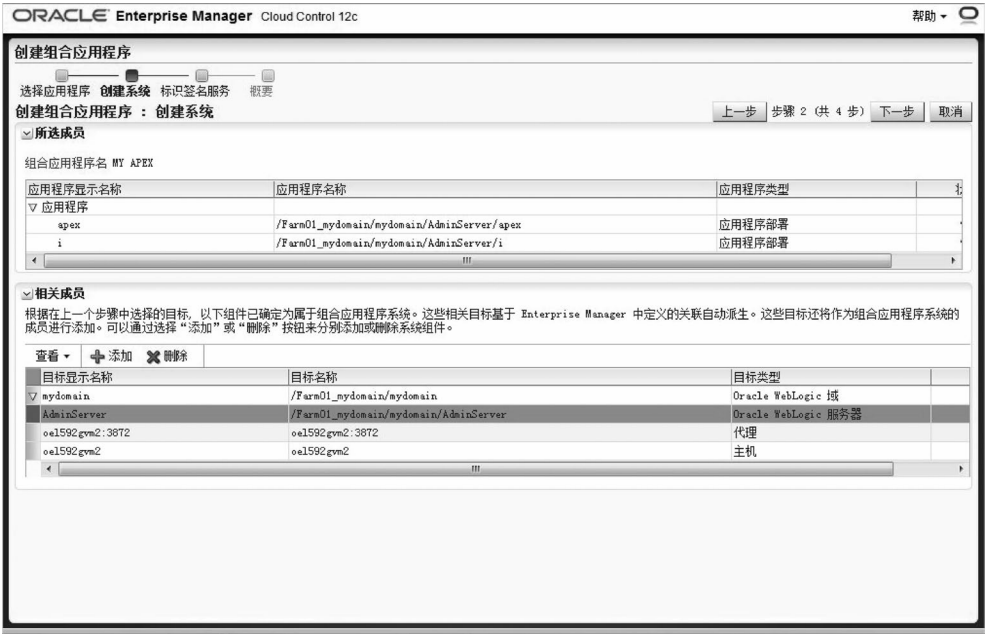 ORACLE Enterprise Manager Cloud Control 12c
帮助
创建组合应用程序
选择应用程序 创建系统 标识签名服务 概要
创建组合应用程序 : 创建系统
上一步 步骤 2 (共 4 步) 下一步 取消
所选成员
组合应用程序名 MY APEX
应用程序显示名称 应用程序名称 应用程序类型
应用程序
apex /Farm01_mydomain/mydomain/AdminServer/apex 应用程序部署
i /Farm01_mydomain/mydomain/AdminServer/i 应用程序部署
相关成员
根据在上一个步骤中选择的目标, 以下组件已确定为属于组合应用程序系统。这些相关目标基于 Enterprise Manager 中定义的关联自动派生。这些目标还将作为组合应用程序系统的
成员进行添加。可以通过选择“添加”或“删除”按钮来分别添加或删除系统组件。
查看 添加 删除
目标显示名称 目标名称 目标类型
mydomain /Farm01_mydomain/mydomain Oracle WebLogic 域
AdminServer /Farm01_mydomain/mydomain/AdminServer Oracle WebLogic 服务器
oel592gvm2:3872 oel592gvm2:3872 代理
oel592gvm2 oel592gvm2 主机